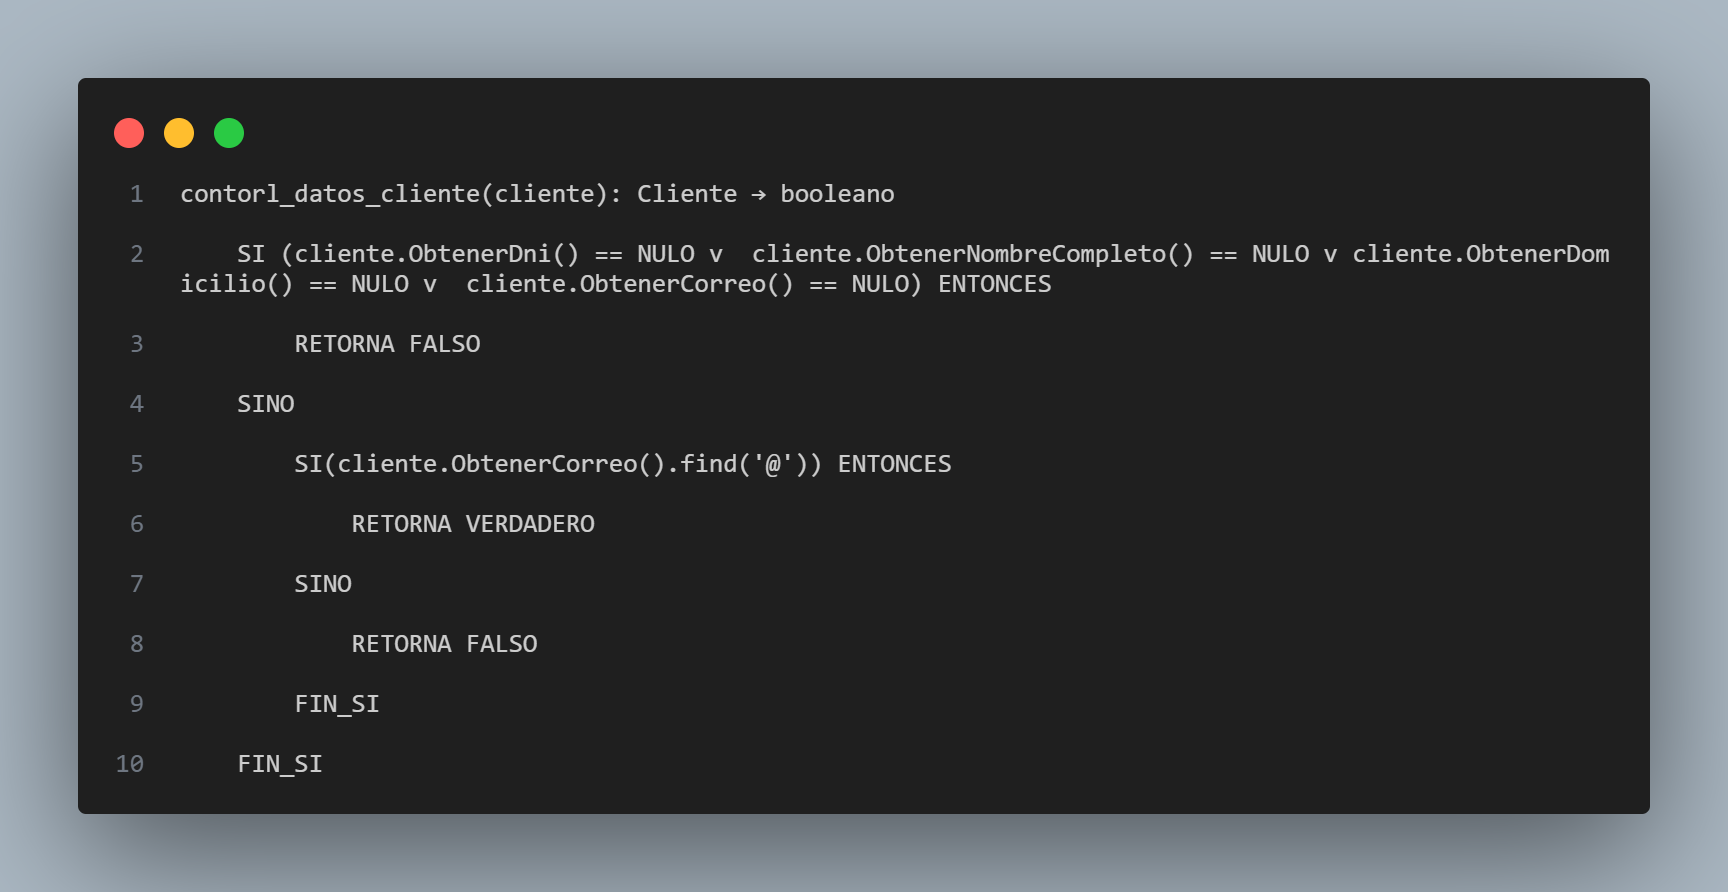 1 contorl_datos_cliente(cliente): Cliente → booleano
2 SI (cliente.ObtenerDni() == NULO v  cliente.ObtenerNombreCompleto() == NULO v cliente.ObtenerDom
icilio() == NULO v  cliente.ObtenerCorreo() == NULO) ENTONCES
3 RETORNA FALSO
4 SINO
5 SI(cliente.ObtenerCorreo().find('@')) ENTONCES
6 RETORNA VERDADERO
7 SINO
8 RETORNA FALSO
9 FIN_SI
10 FIN_SI